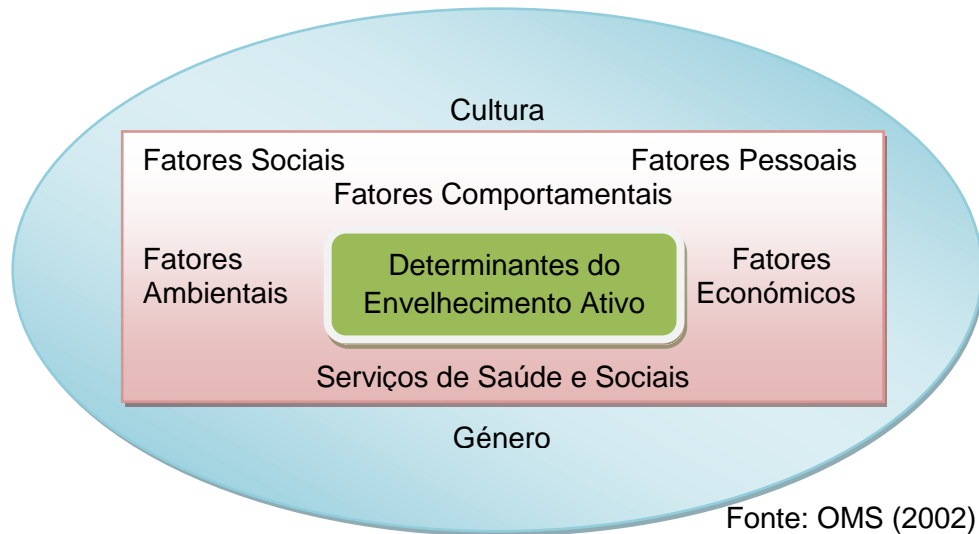 Cultura
Fatores Sociais
Fatores Pessoais
Fatores Comportamentais
Fatores
Ambientais
Determinantes do
Envelhecimento Ativo
Fatores
Económicos
Serviços de Saúde e Sociais
Género
Fonte: OMS (2002)